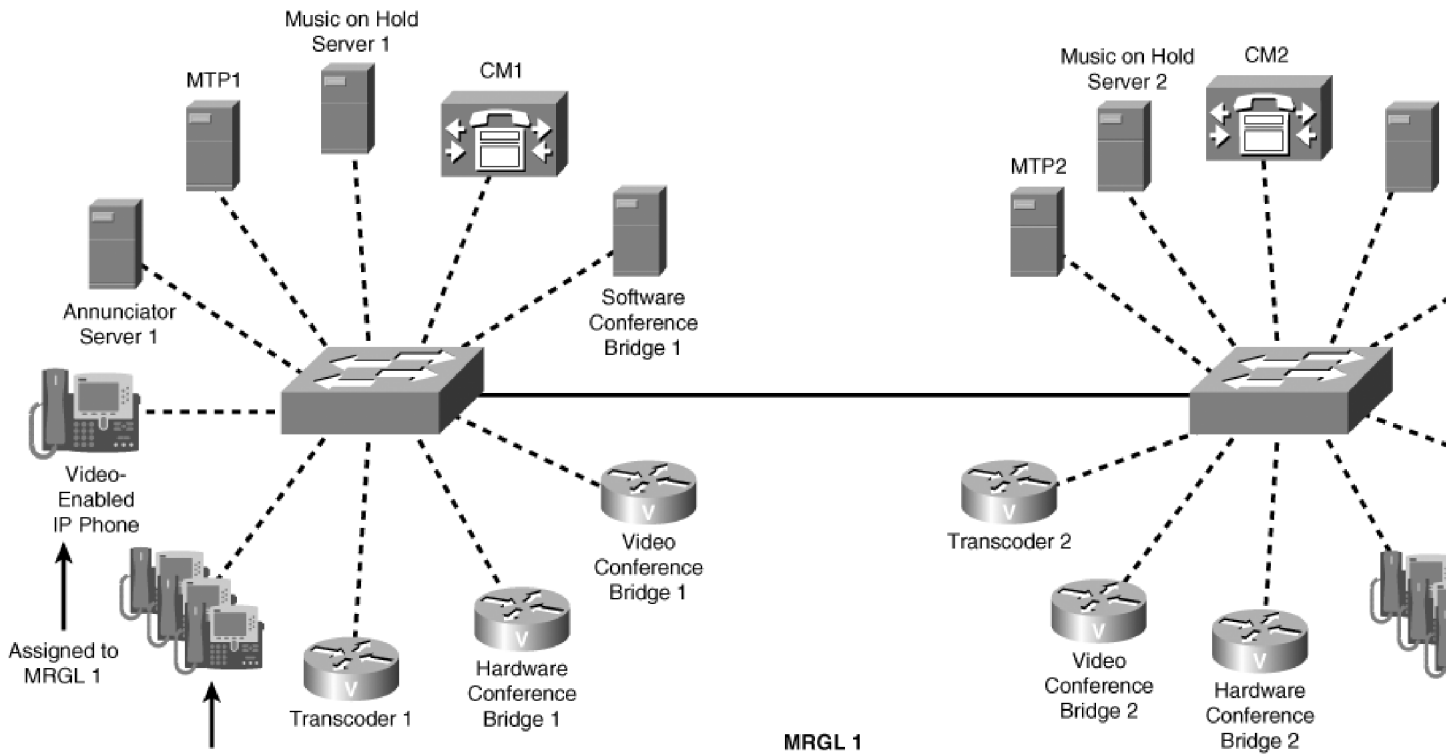 Music on Hold
Server 1
MTP1
CM1
Annunciator
Server 1
Software
Conference
Bridge 1
Video-
Enabled
IP Phone
Assigned to
MRGL 1
V
Transcoder 1
V
Hardware
Conference
Bridge 1
V
Video
Conference
Bridge 1
Music on Hold
Server 2
CM2
MTP2
V
Transcoder 2
V
Video
Conference
Bridge 2
V
Hardware
Conference
Bridge 2
MRGL 1